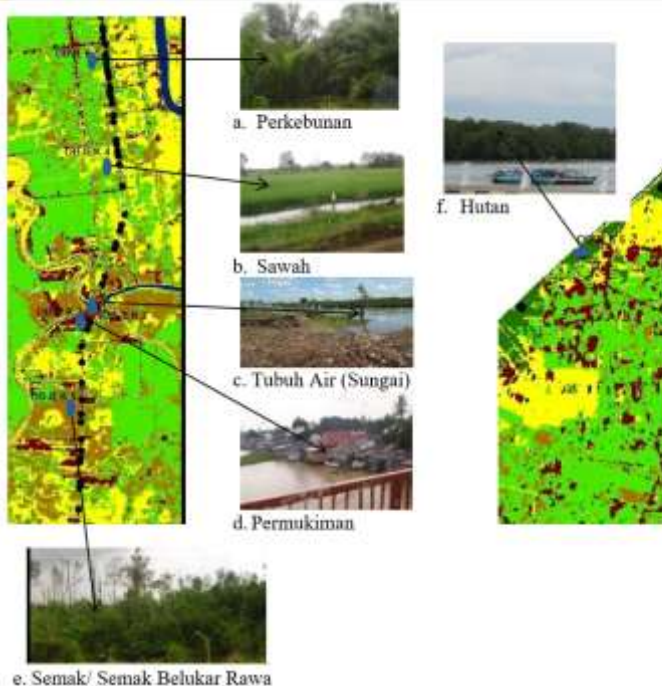 a. Perkebunan
b. Sawah
c. Tubuh Air (Sungai)
d. Permukiman
e. Semak/ Semak Belukar Rawa
f. Hutan